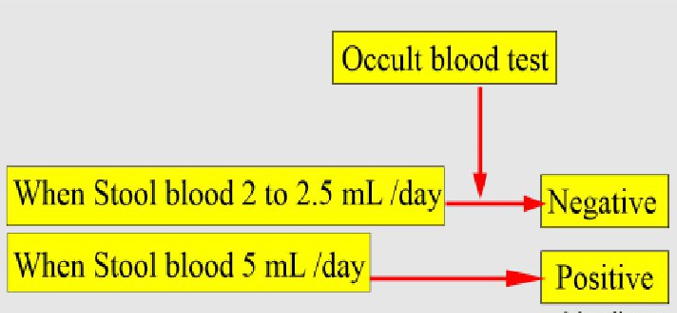 Occult blood test
When Stool blood 2 to 2.5 mL /day
Negative
When Stool blood 5 mL /day
Positive